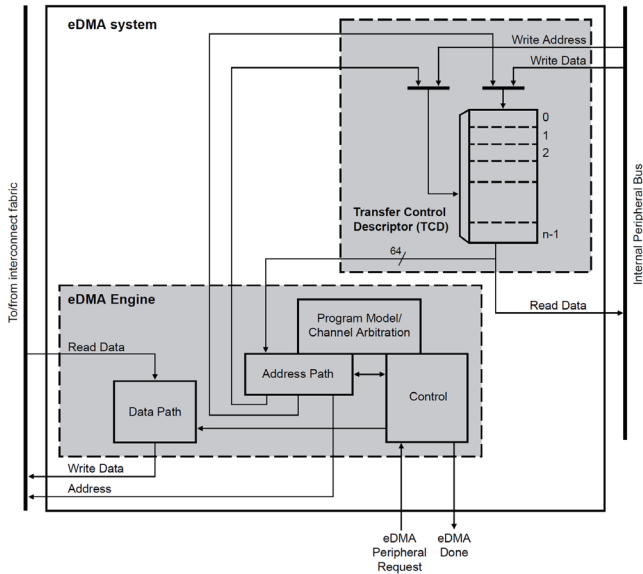 eDMA system
Write Address
Write Data
0
1
2
Transfer Control
Descriptor (TCD)
n-1
64
To/from interconnect fabric
Internal Peripheral Bus
eDMA Engine
Program Model/
Channel Arbitration
Read Data
Read Data
Address Path
Data Path
Control
Write Data
Address
eDMA
Peripheral
Request
eDMA
Done